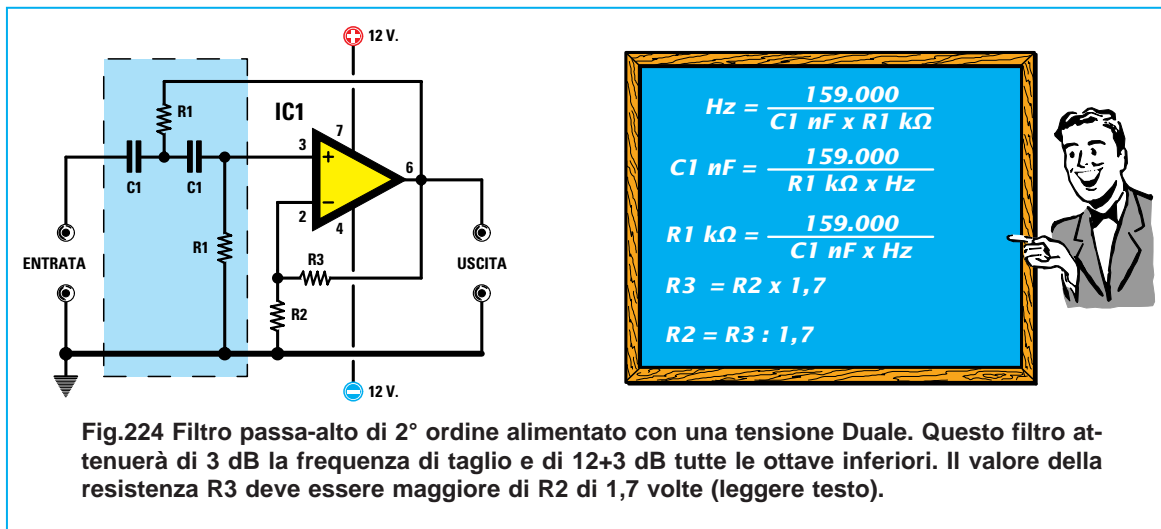 12 V.
R1
IC1
7
3
+
6
C1
C1
2
−
4
R1
R3
ENTRATA
USCITA
R2
12 V.
Hz = 159.000
C1 nF x R1 kΩ
C1 nF = 159.000
R1 kΩ x Hz
R1 kΩ = 159.000
C1 nF x Hz
R3 = R2 x 1,7
R2 = R3 : 1,7
Fig.224 Filtro passa-alto di 2° ordine alimentato con una tensione Duale. Questo filtro at-
tenuerà di 3 dB la frequenza di taglio e di 12+3 dB tutte le ottave inferiori. Il valore della
resistenza R3 deve essere maggiore di R2 di 1,7 volte (leggere testo).